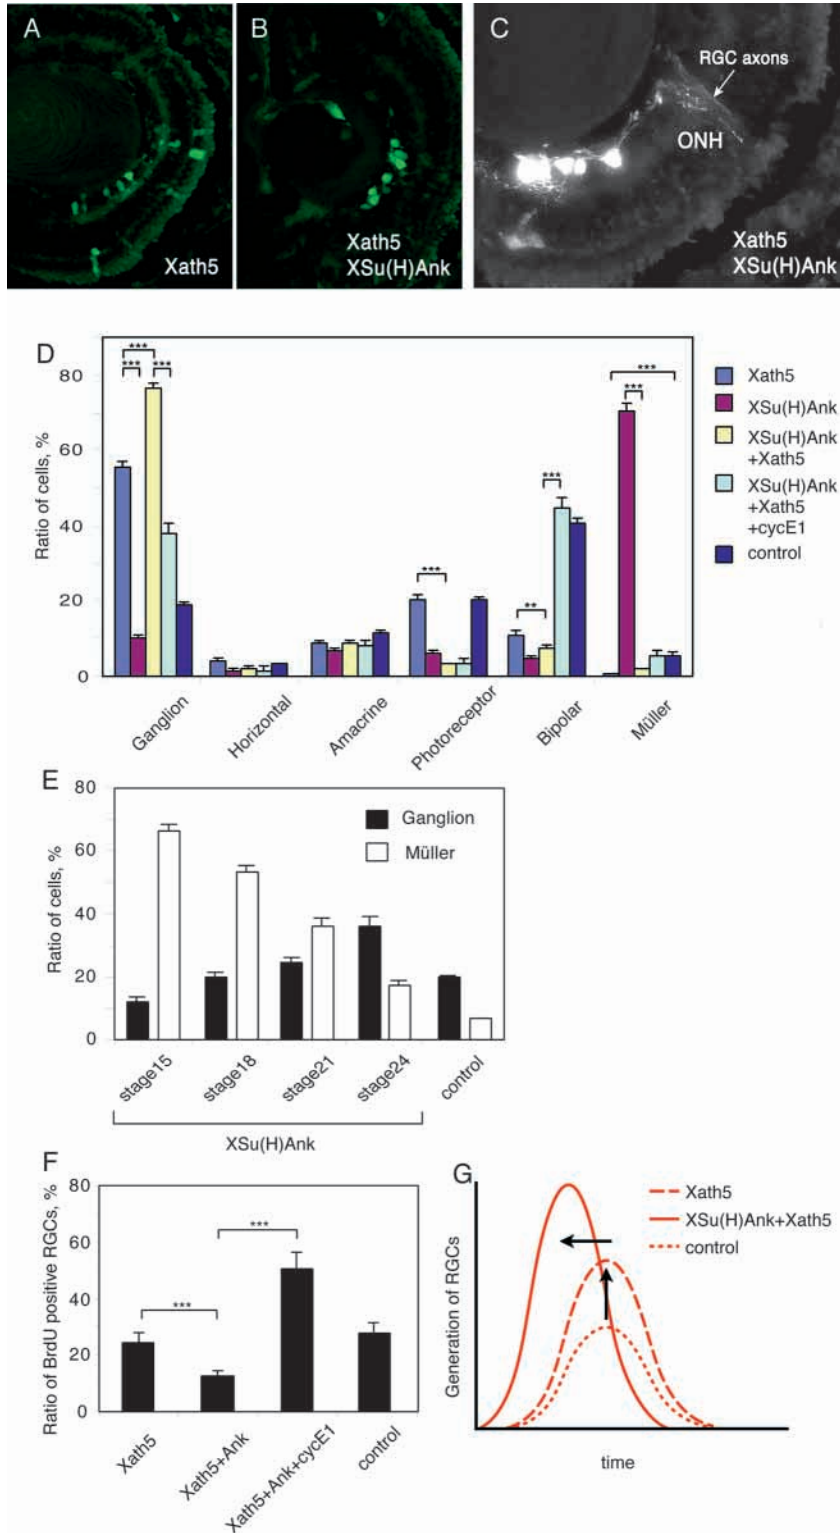 A
Xath5
B
Xath5
XSu(H)Ank
C
RGC axons
ONH
Xath5
XSu(H)Ank
D
Ratio of cells, %
80
60
40
20
0
***
***
***
***
**
***
***
***
Ganglion
Horizontal
Amacrine
Photoreceptor
Bipolar
Müller
Xath5
XSu(H)Ank
XSu(H)Ank
+Xath5
XSu(H)Ank
+Xath5
+cycE1
control
E
Ratio of cells, %
80
60
40
20
0
Ganglion
Müller
stage15
stage18
stage21
stage24
control
XSu(H)Ank
F
Ratio of BrdU positive RGCs, %
80
60
40
20
0
***
***
Xath5
Xath5+Ank
Xath5+Ank+cycE1
control
G
Generation of RGCs
time
Xath5
XSu(H)Ank+Xath5
control